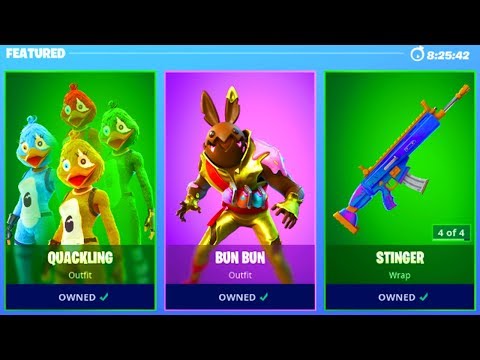 FEATURED
8:25:42
QUACKLING
Outfit
OWNED ✓
BUN BUN
Outfit
OWNED ✓
4 of 4
STINGER
Wrap
OWNED ✓